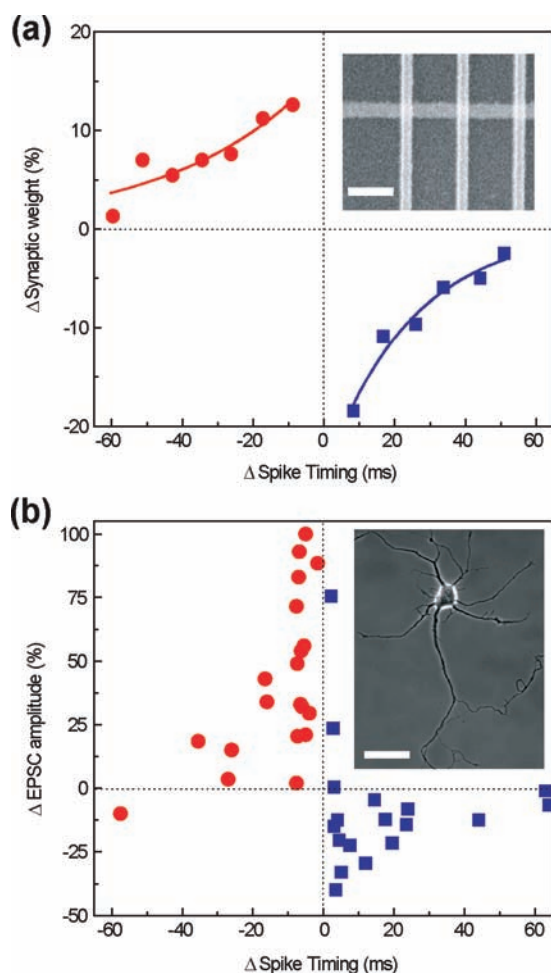 (a)
20
10
0
-10
-20
Δ Synaptic weight (%)
-60 -40 -20 0 20 40 60
Δ Spike Timing (ms)
(b)
100
75
50
25
0
-25
50
Δ EPSC amplitude (%)
-60 -40 -20 0 20 40 60
Δ Spike Timing (ms)